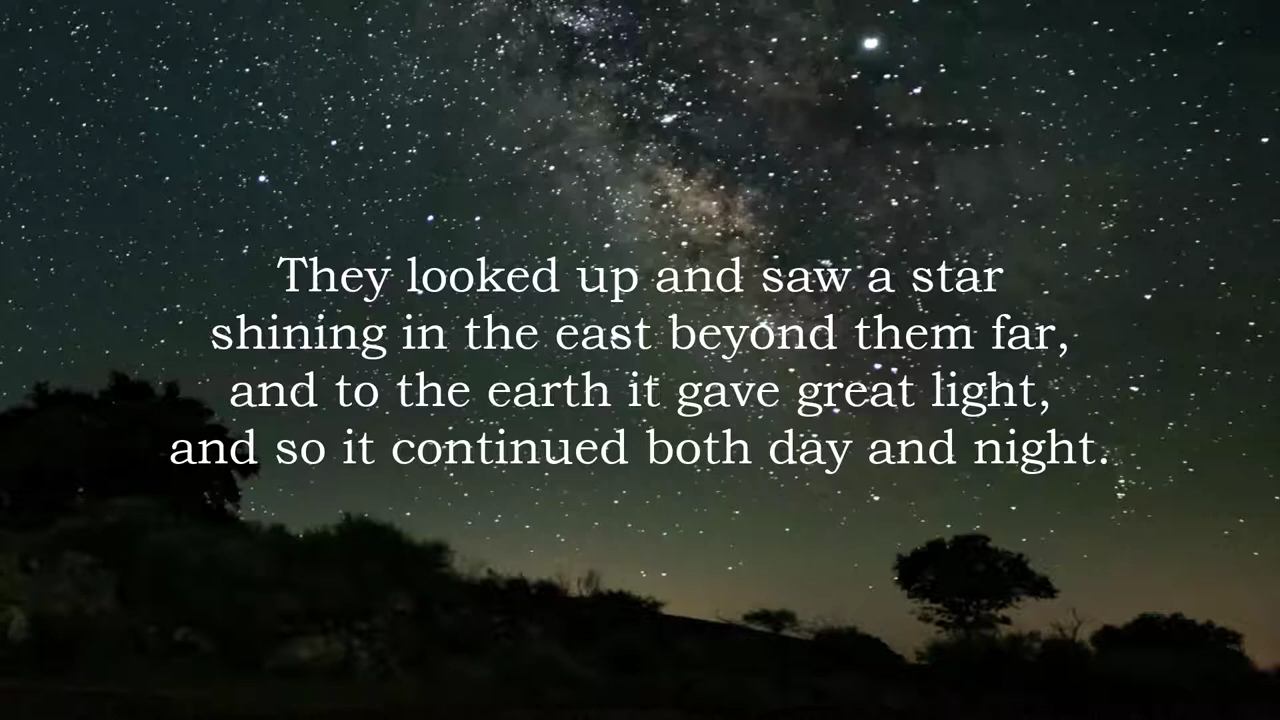 They looked up and saw a star
shining in the east beyond them far,
and to the earth it gave great light,
and so it continued both day and night.